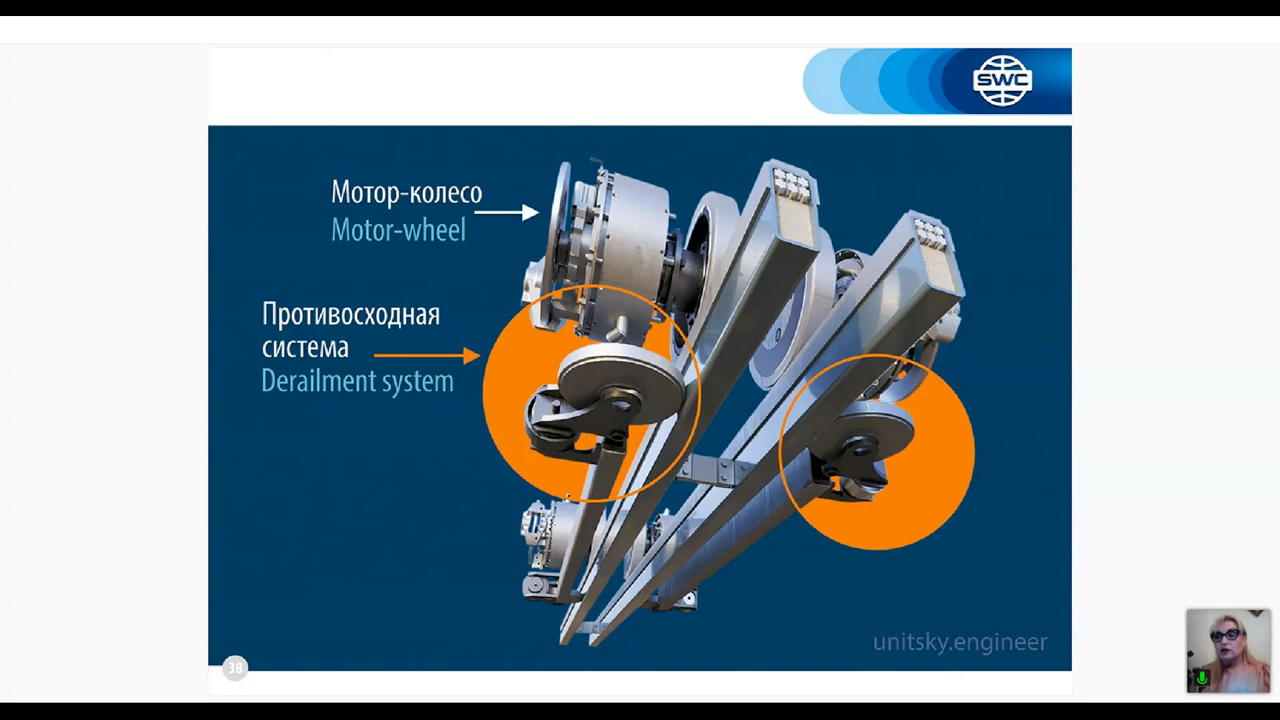 SWC
Мотор-колесо
Motor-wheel
Противосходная
система
Derailment system
unitsky.engineer
38